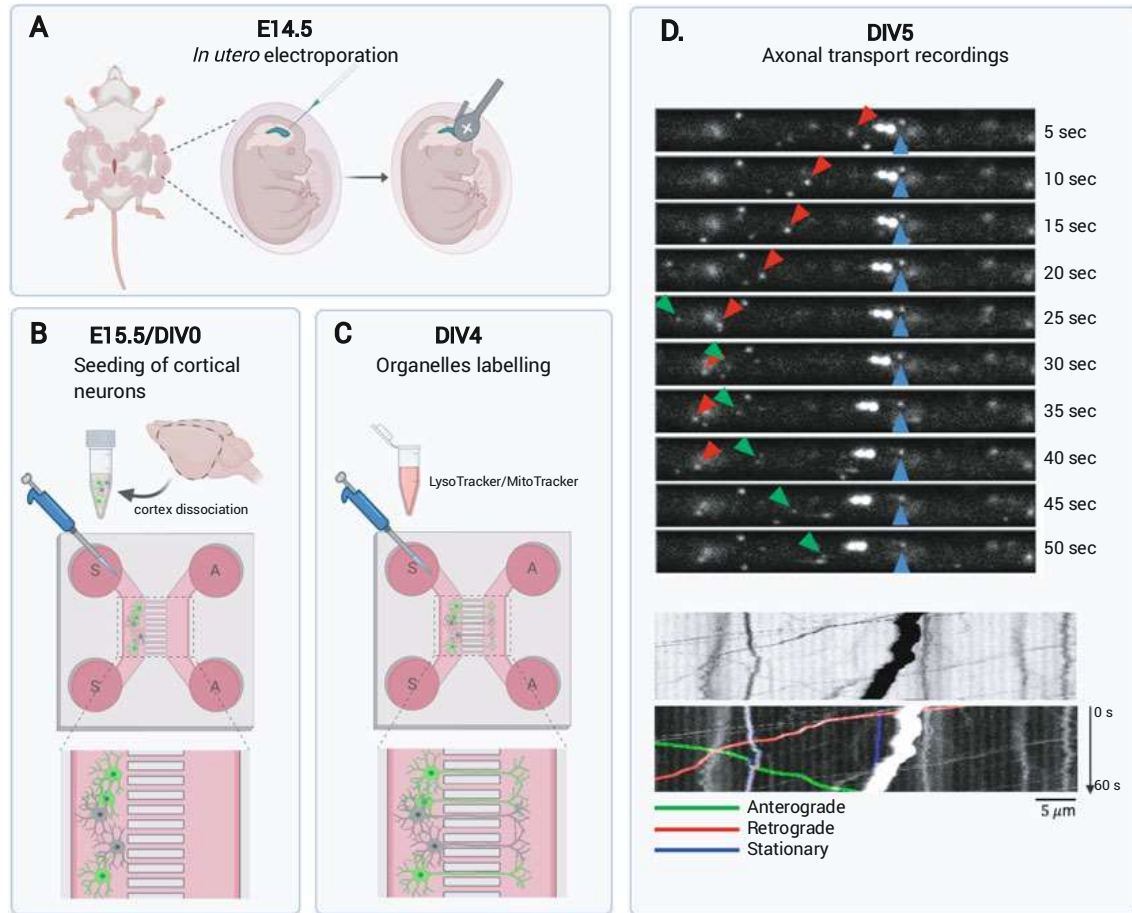 A
E14.5
In utero electroporation
B
E15.5/DIV0
Seeding of cortical
neurons
cortex dissociation
S
A
S
A
C
DIV4
Organelles labelling
LysoTracker/MitoTracker
S
A
S
A
D.
DIV5
Axonal transport recordings
5 sec
10 sec
15 sec
20 sec
25 sec
30 sec
35 sec
40 sec
45 sec
50 sec
0 s
60 s
5 µm
Anterograde
Retrograde
Stationary